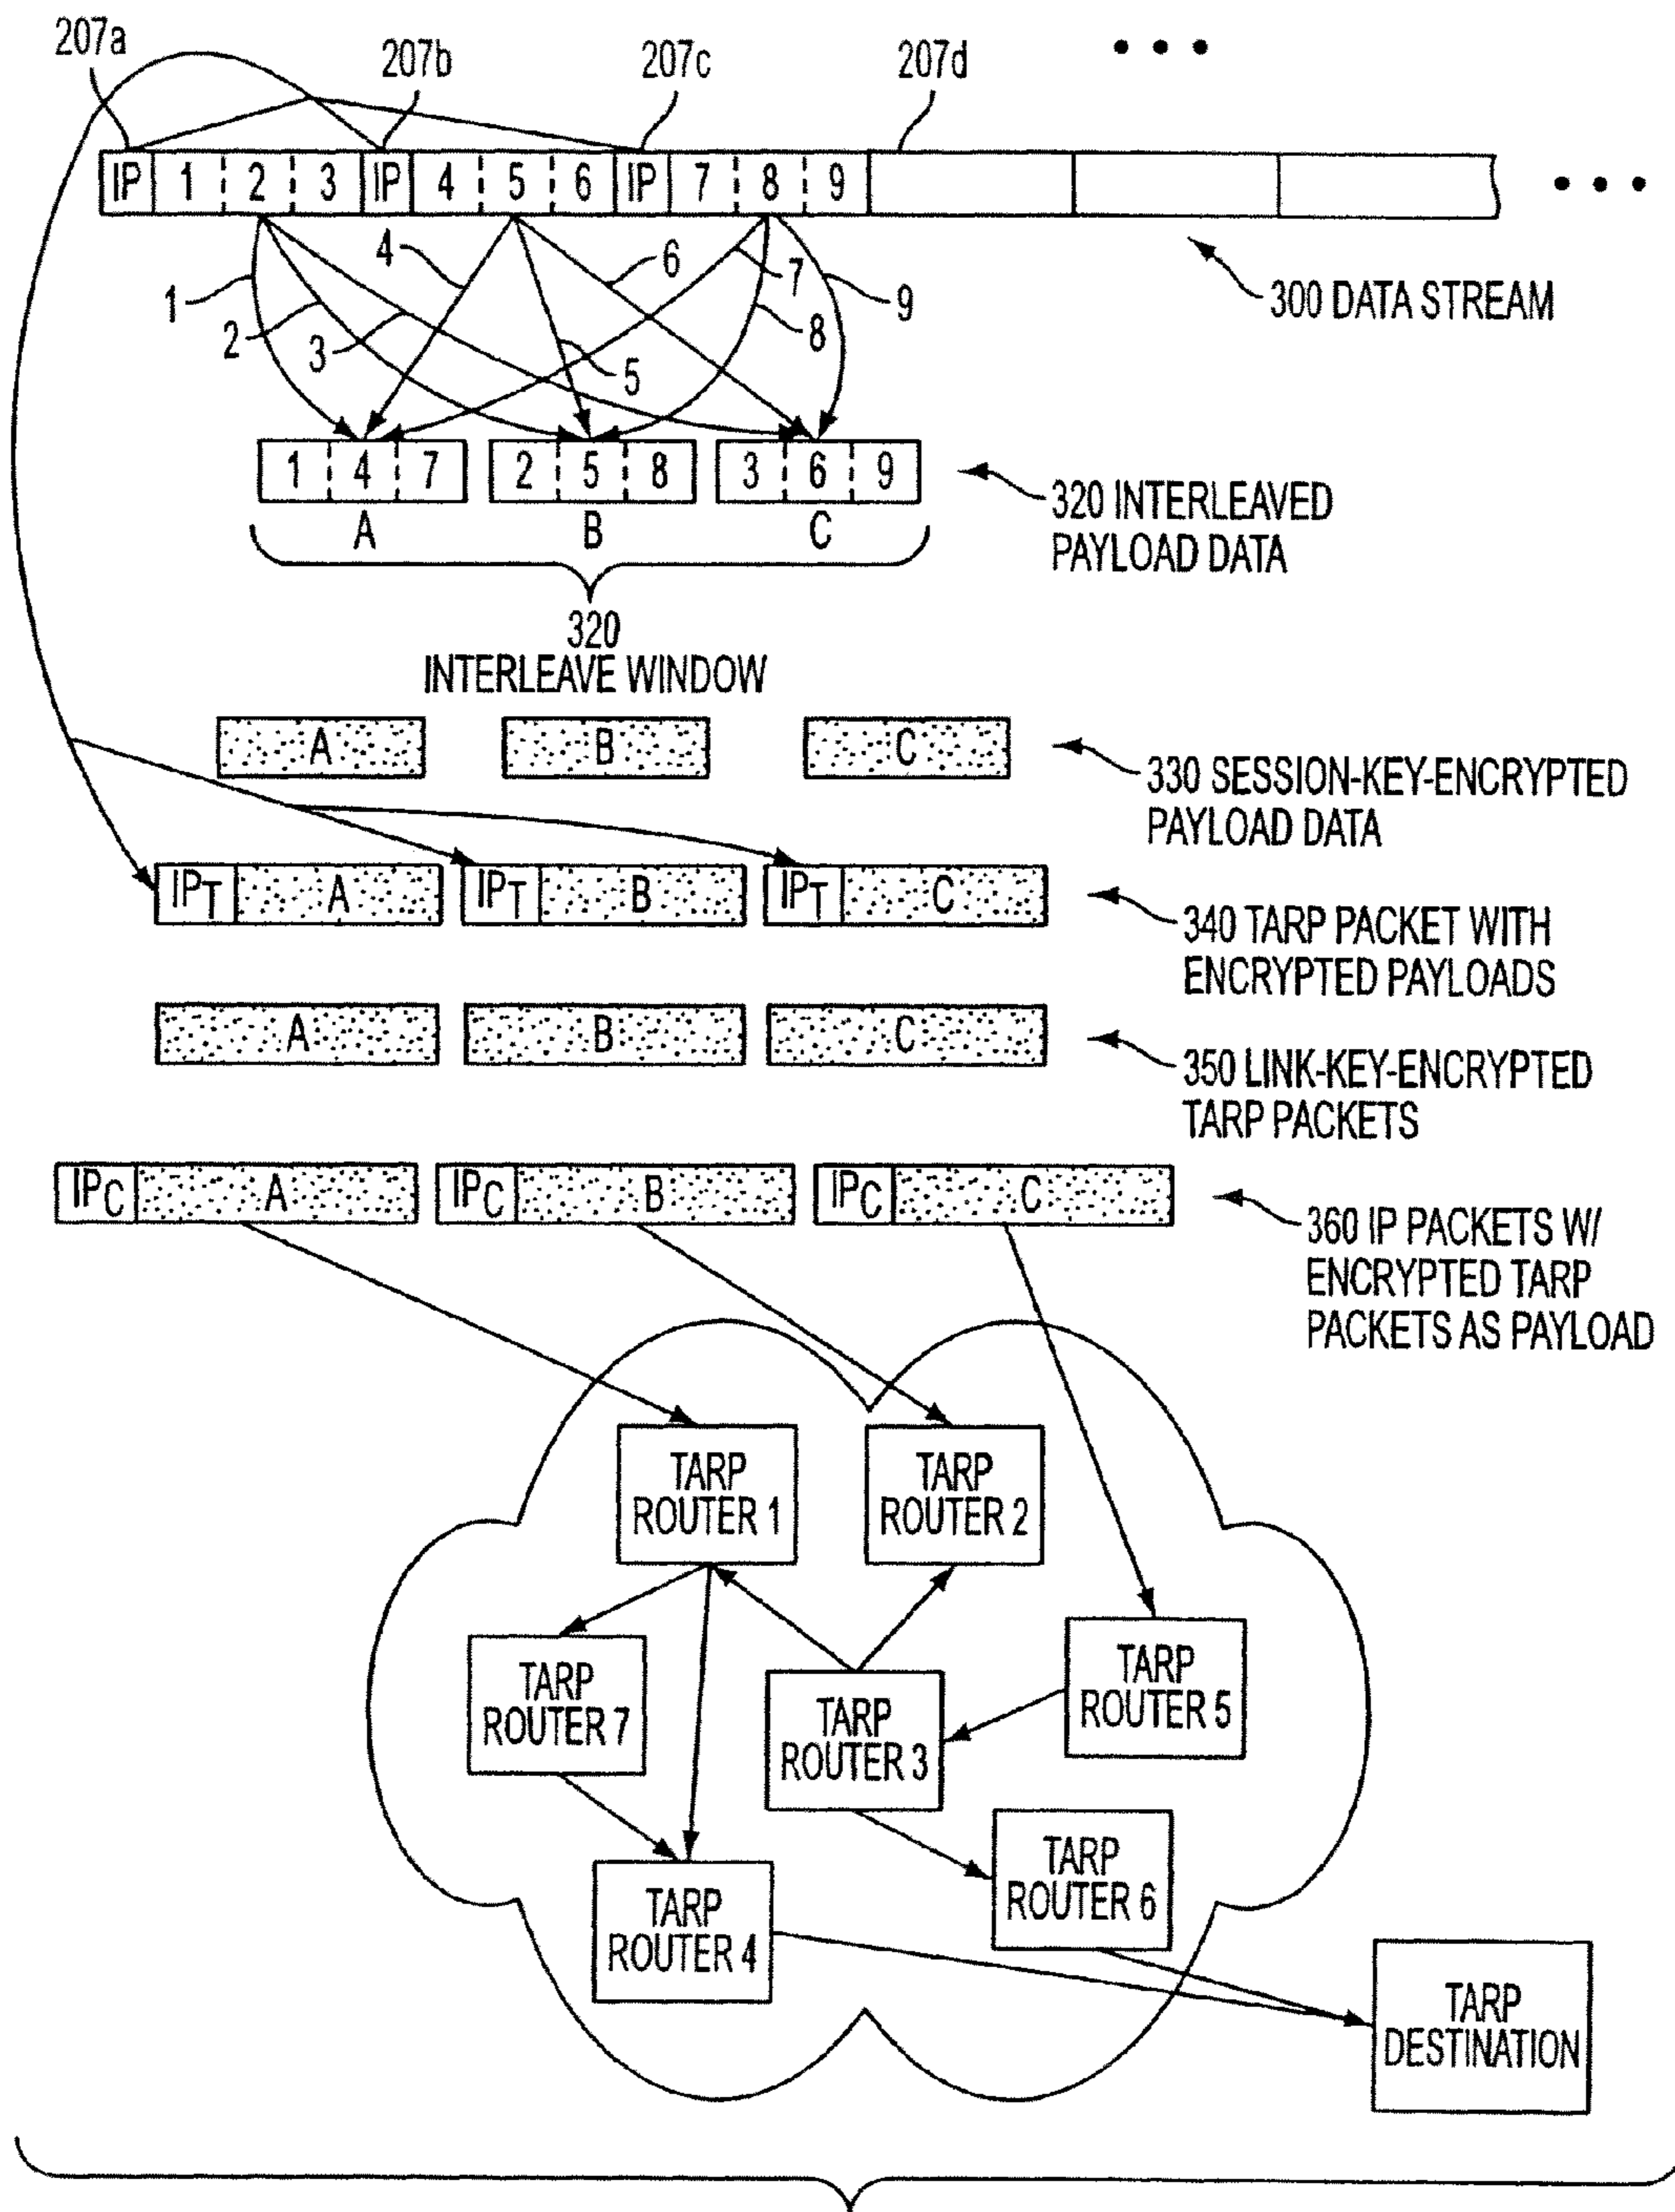 207a 207b 207c 207d • • •
IP 1 2 3 IP 4 5 6 IP 7 8 9 • • •
1 2 3 4 5 6 7 8 9
300 DATA STREAM
1 4 7 2 5 8 3 6 9
A B C
320 INTERLEAVED
PAYLOAD DATA
320
INTERLEAVE WINDOW
A B C
330 SESSION-KEY-ENCRYPTED
PAYLOAD DATA
IPT A IPT B IPT C
340 TARP PACKET WITH
ENCRYPTED PAYLOADS
A B C
350 LINK-KEY-ENCRYPTED
TARP PACKETS
IPC A IPC B IPC C
360 IP PACKETS W/
ENCRYPTED TARP
PACKETS AS PAYLOAD
TARP
ROUTER 1
TARP
ROUTER 2
TARP
ROUTER 7
TARP
ROUTER 3
TARP
ROUTER 5
TARP
ROUTER 4
TARP
ROUTER 6
TARP
DESTINATION